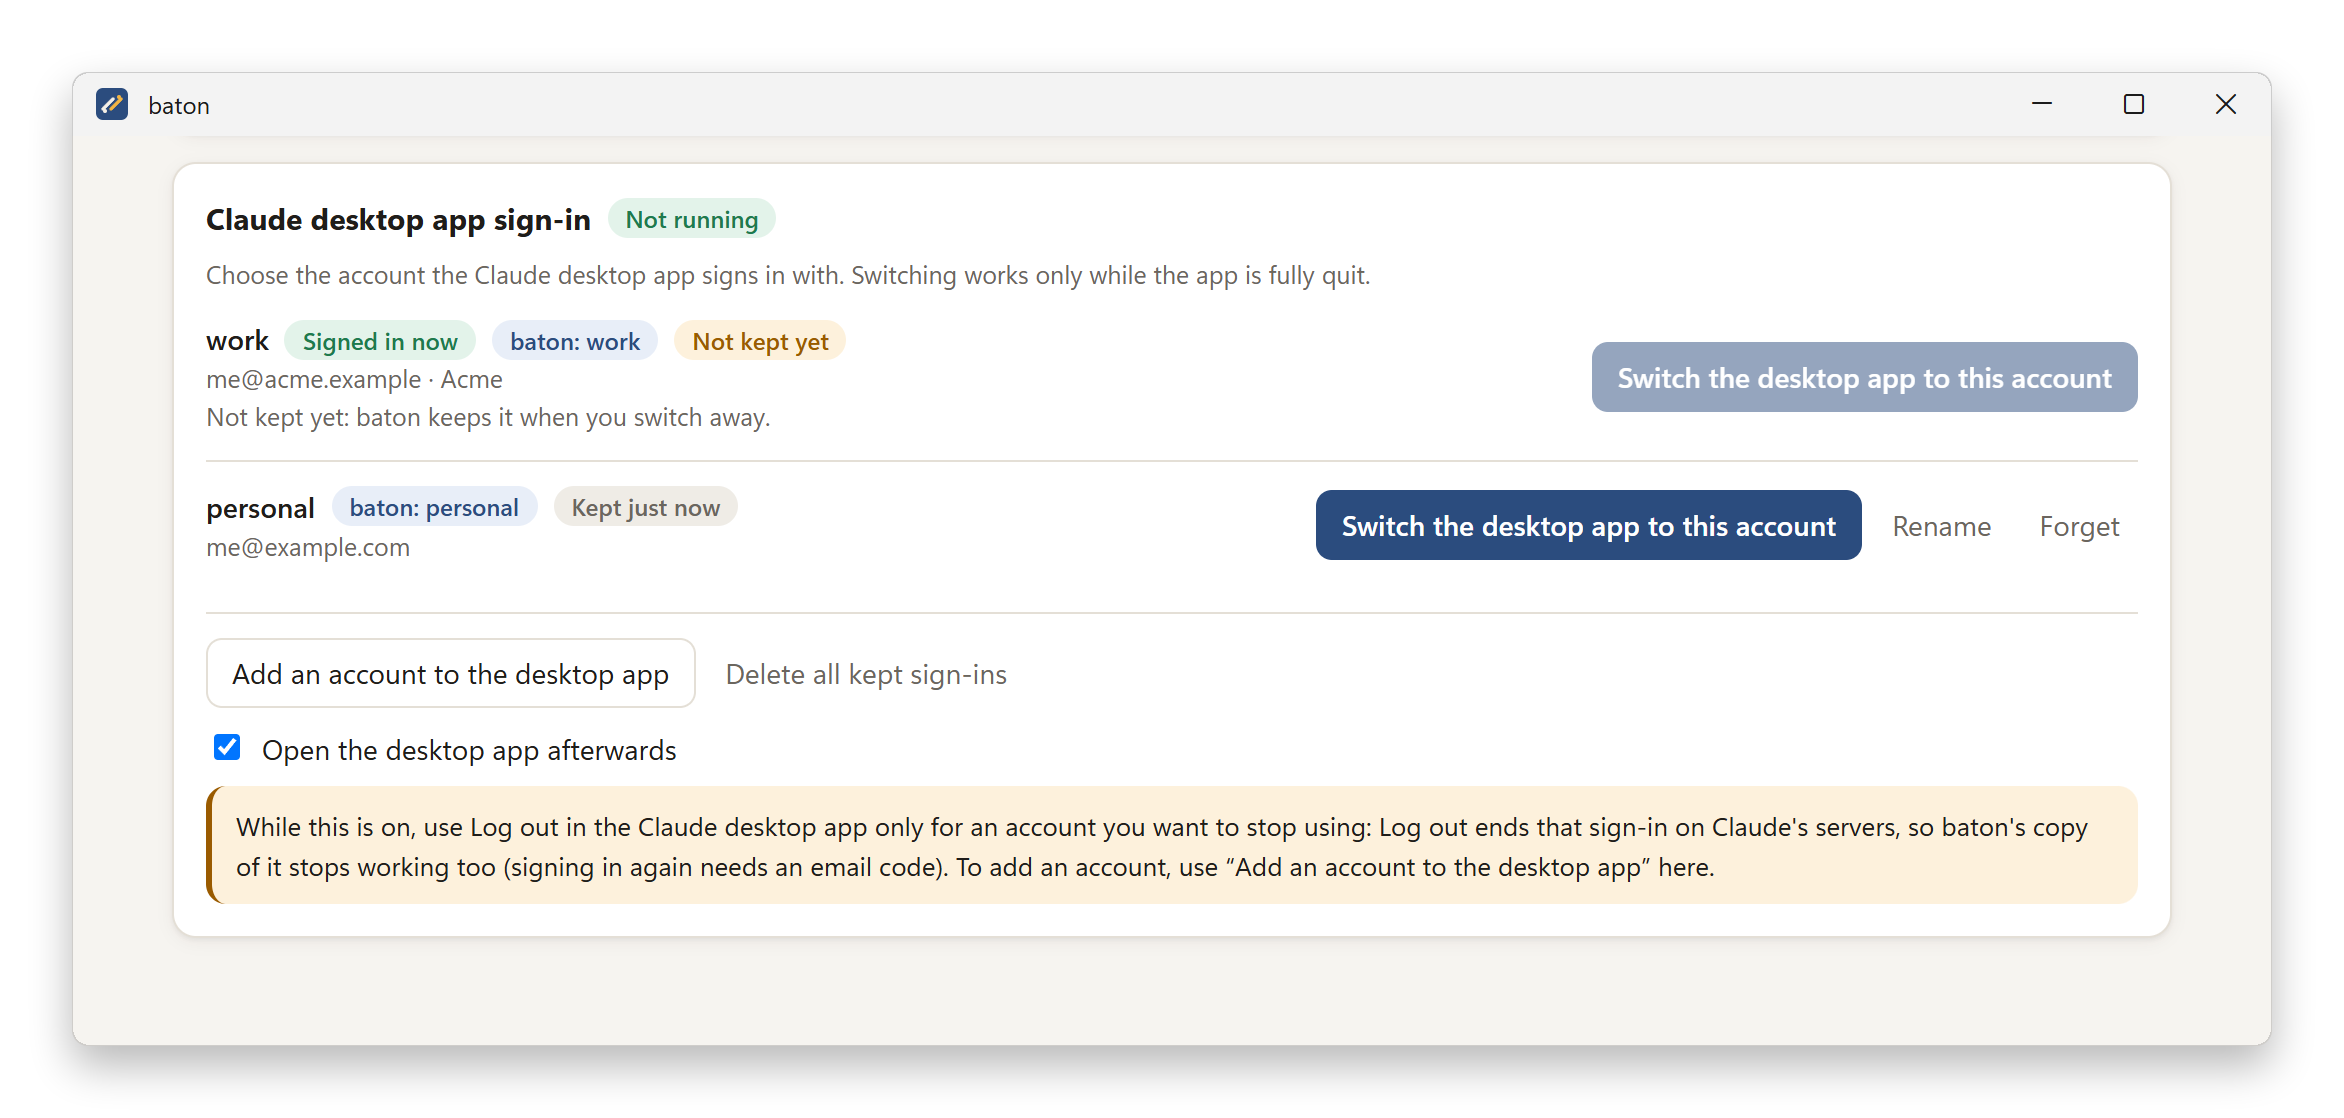 baton
Claude desktop app sign-in Not running
Choose the account the Claude desktop app signs in with. Switching works only while the app is fully quit.
work Signed in now baton: work Not kept yet
me@acme.example · Acme
Not kept yet: baton keeps it when you switch away.
Switch the desktop app to this account
personal baton: personal Kept just now
me@example.com
Switch the desktop app to this account Rename Forget
Add an account to the desktop app Delete all kept sign-ins
Open the desktop app afterwards
While this is on, use Log out in the Claude desktop app only for an account you want to stop using: Log out ends that sign-in on Claude's servers, so baton's copy
of it stops working too (signing in again needs an email code). To add an account, use “Add an account to the desktop app” here.